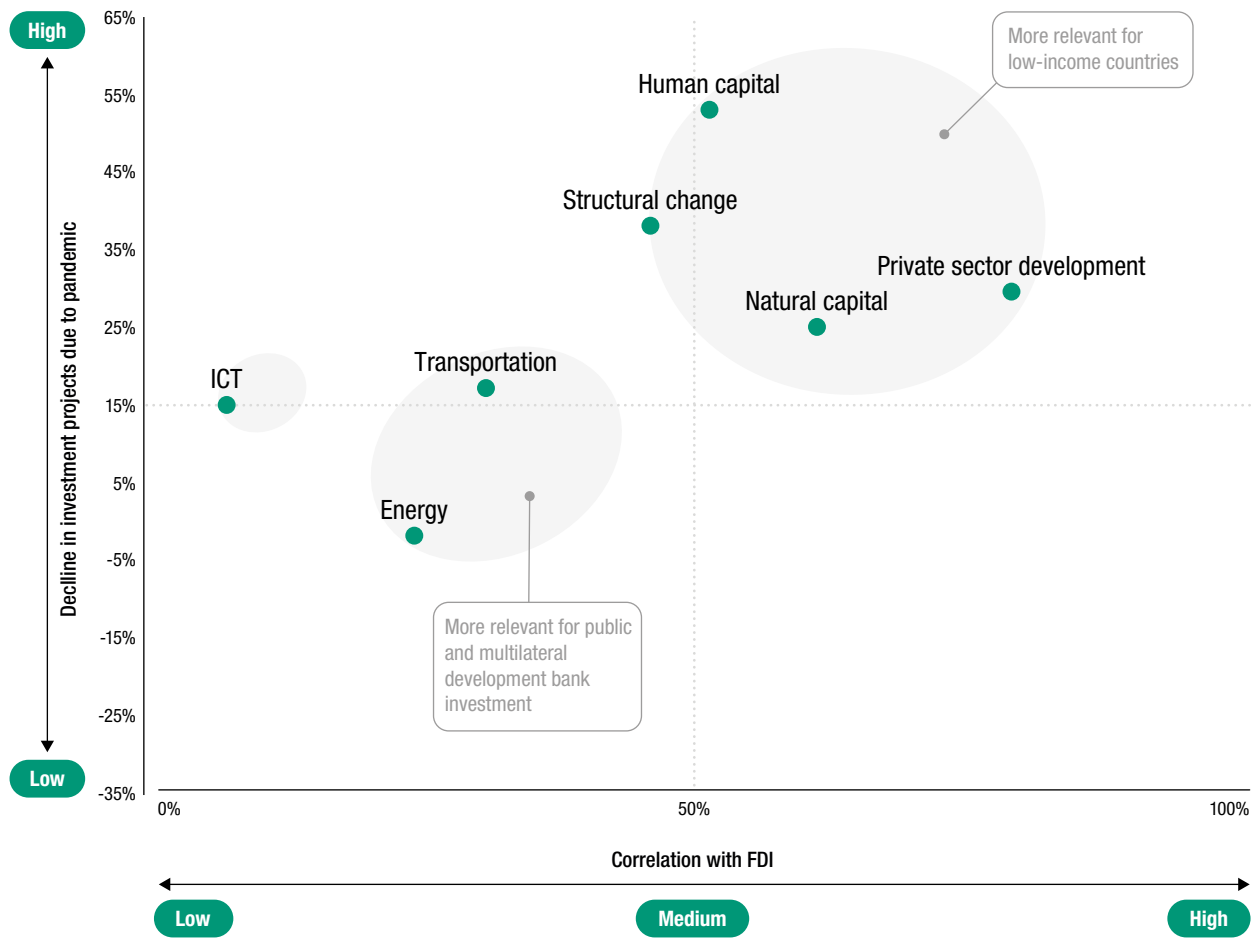 High
65%
55%
45%
35%
25%
15%
5%
-5%
-15%
-25%
-35%
Low
Decline in investment projects due to pandemic
More relevant for
low-income countries
Human capital
Structural change
Private sector development
Natural capital
Transportation
ICT
Energy
More relevant for public
and multilateral
development bank
investment
0%
50%
100%
Correlation with FDI
Low
Medium
High